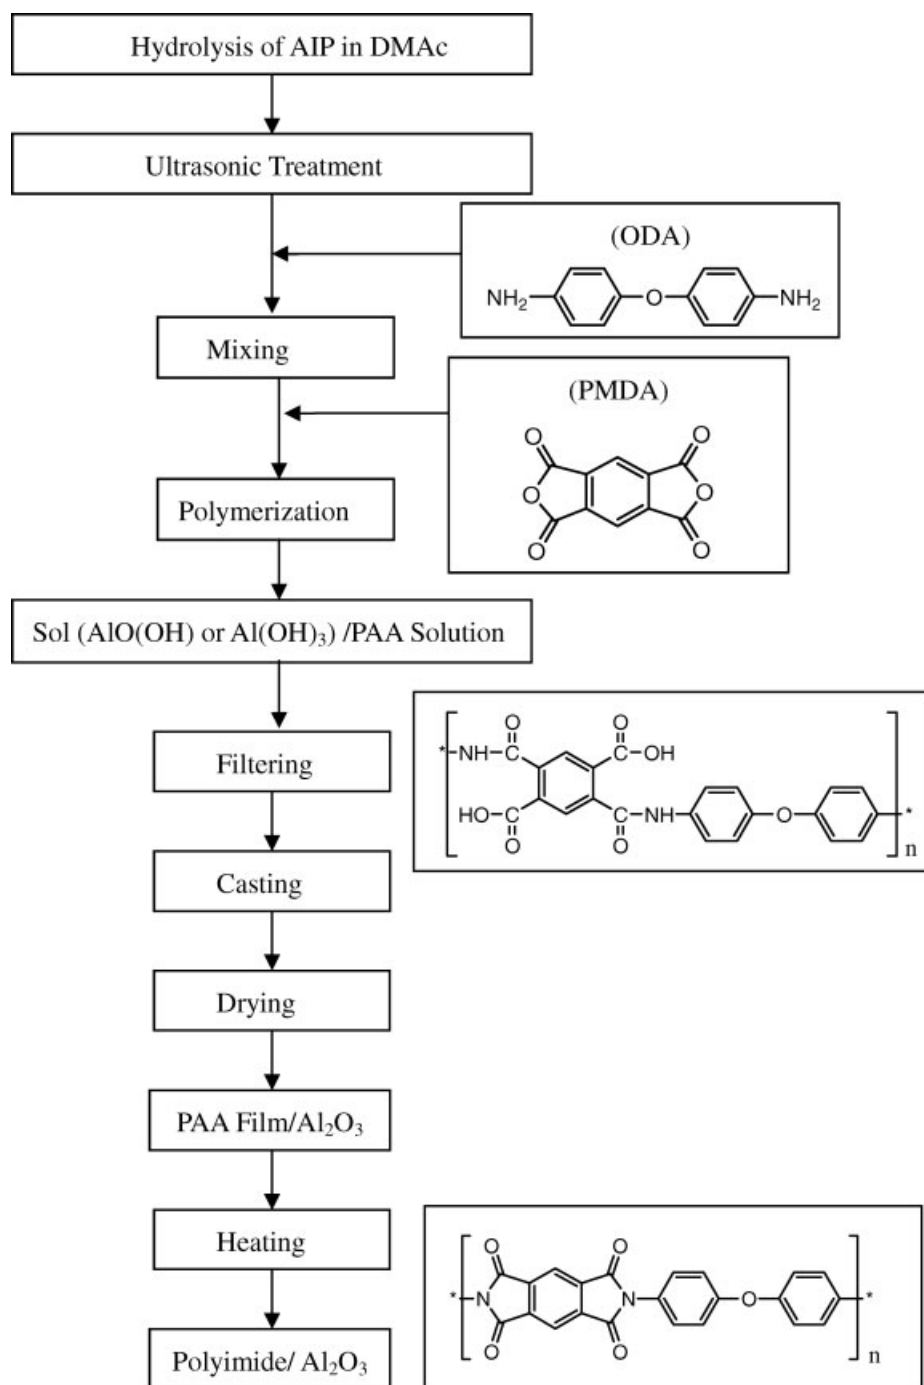 Hydrolysis of AIP in DMAc
Ultrasonic Treatment
(ODA)
NH₂ O NH₂
Mixing
(PMDA)
O O
O O
O O
Polymerization
Sol (AlO(OH) or Al(OH)₃) /PAA Solution
Filtering
O O
* NH C C OH
HO C C NH O *
O O
n
Casting
Drying
PAA Film/Al₂O₃
Heating
O O
* N N O *
O O
n
Polyimide/ Al₂O₃